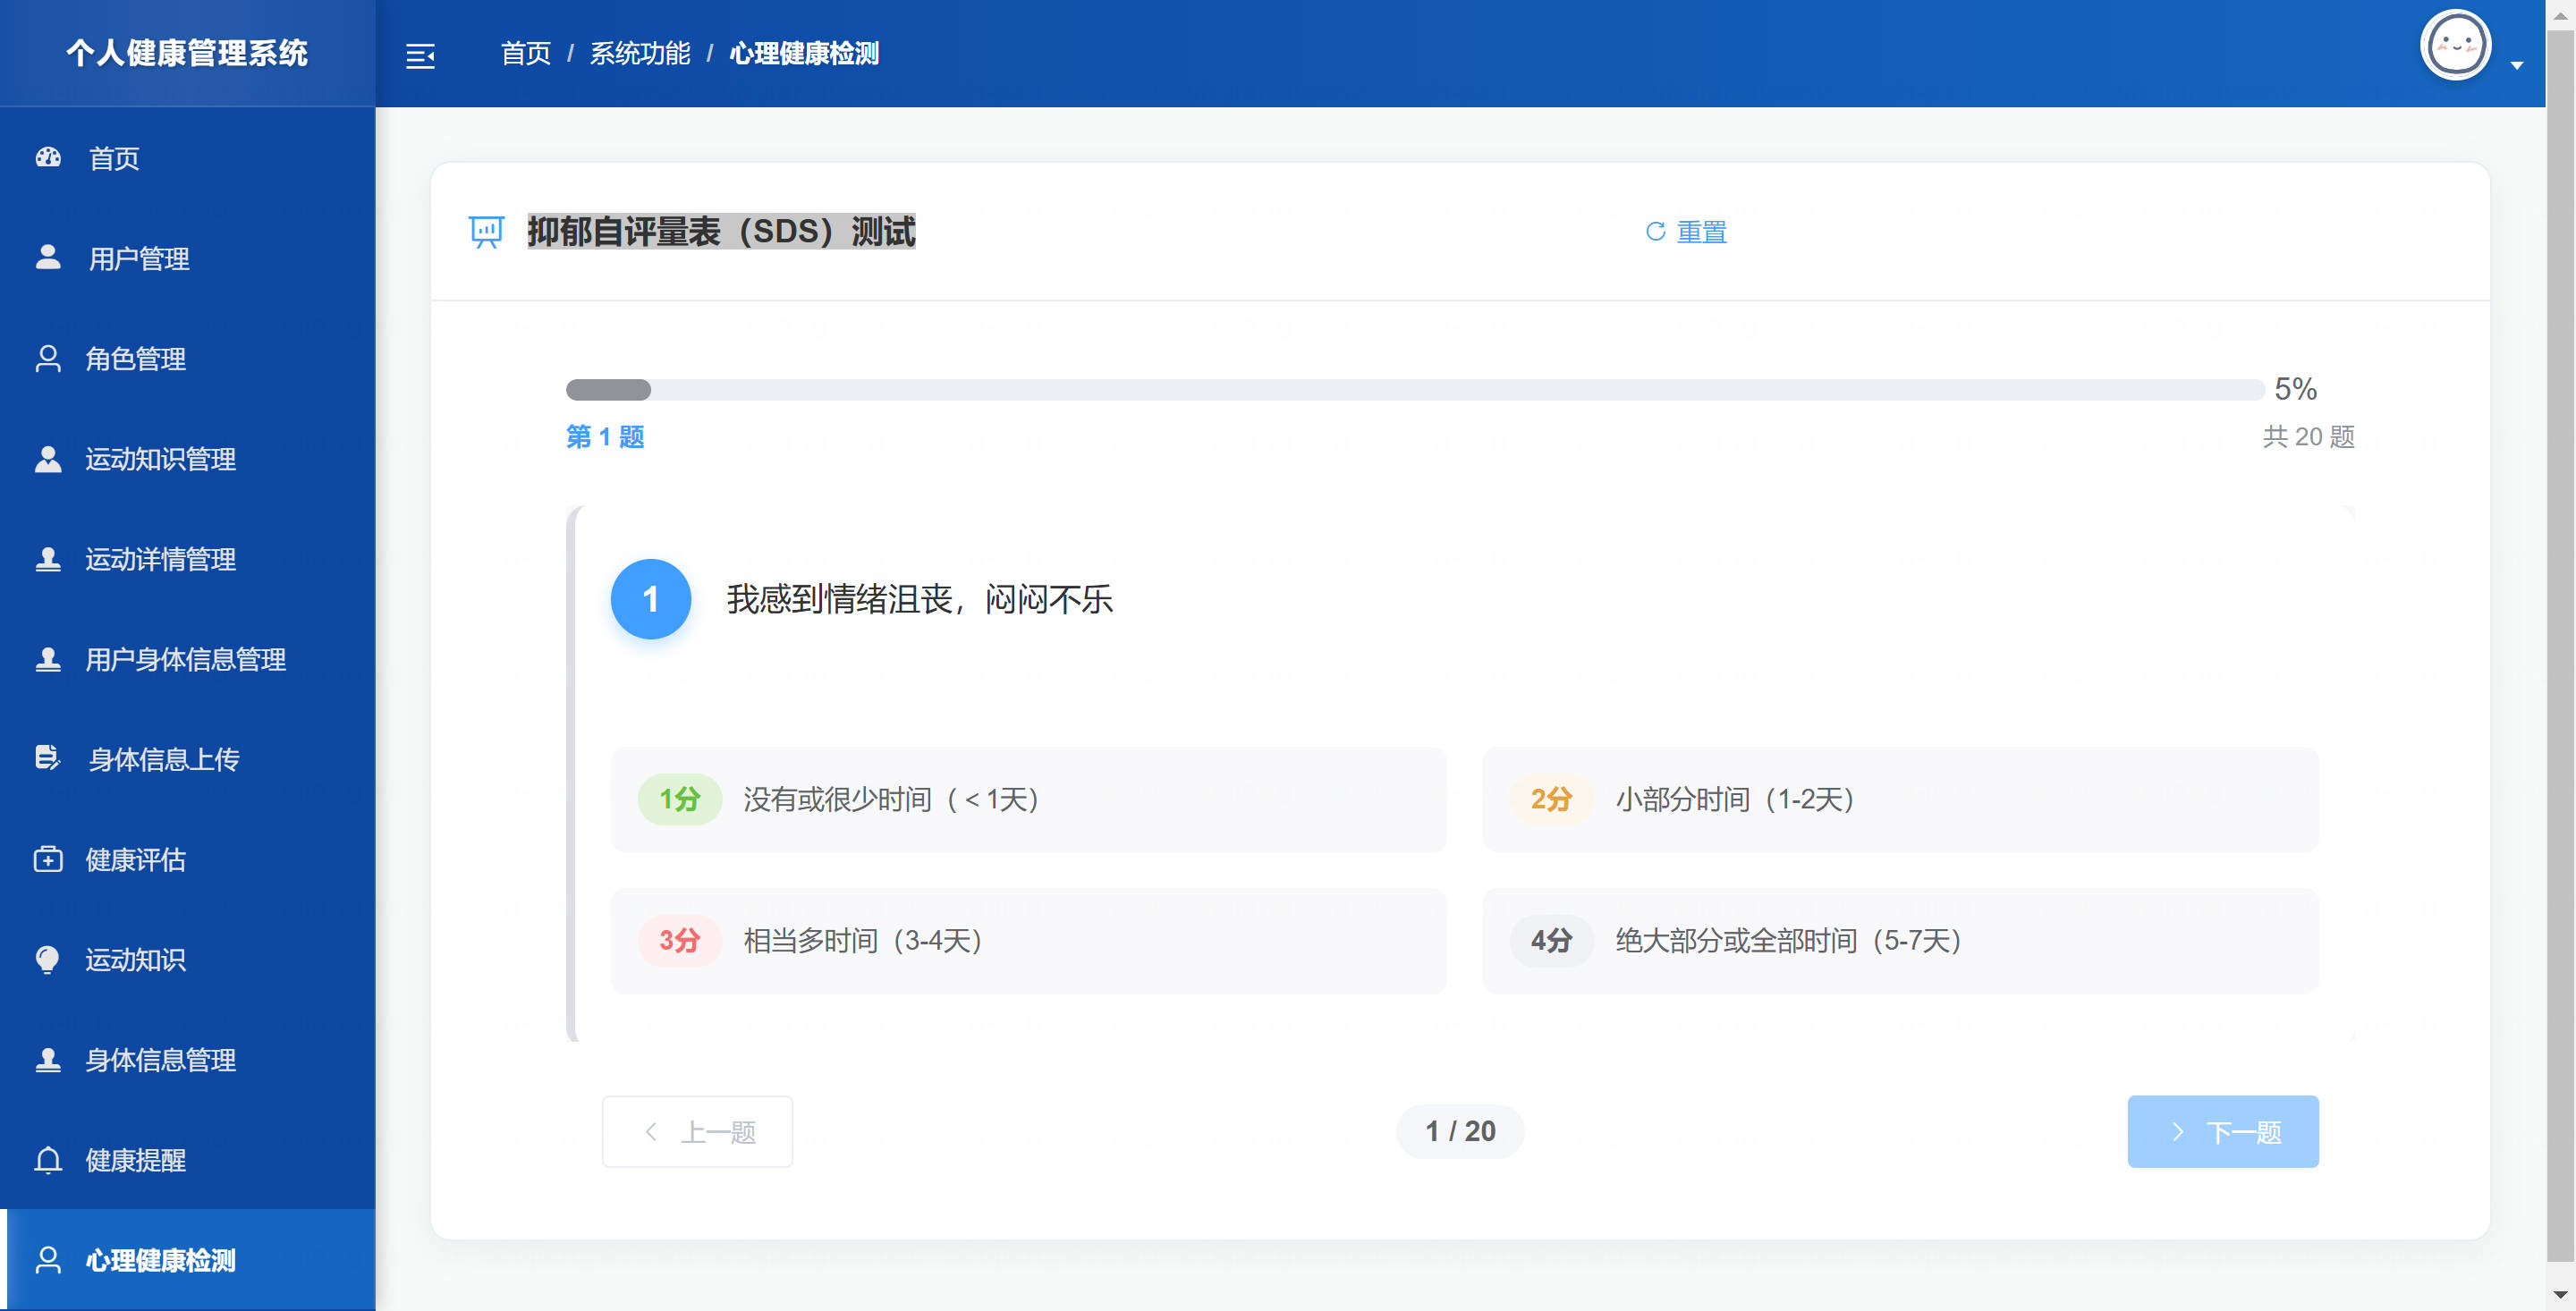 个人健康管理系统
首页 / 系统功能 / 心理健康检测
首页
用户管理
角色管理
运动知识管理
运动详情管理
用户身体信息管理
身体信息上传
健康评估
运动知识
身体信息管理
健康提醒
心理健康检测
抑郁自评量表（SDS）测试
重置
5%
第 1 题
共 20 题
1 我感到情绪沮丧，闷闷不乐
1分 没有或很少时间（＜1天）
2分 小部分时间（1-2天）
3分 相当多时间（3-4天）
4分 绝大部分或全部时间（5-7天）
上一题
1 / 20
下一题